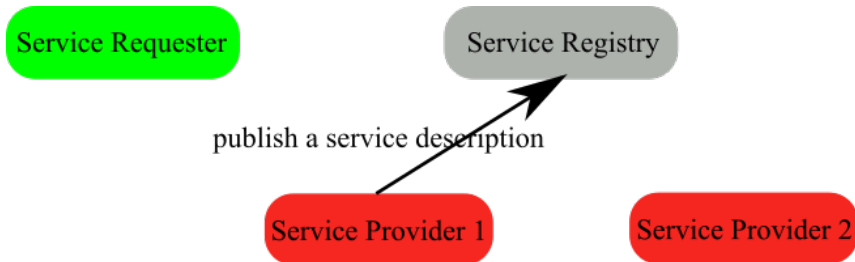 Service Requester
Service Registry
publish a service description
Service Provider 1
Service Provider 2